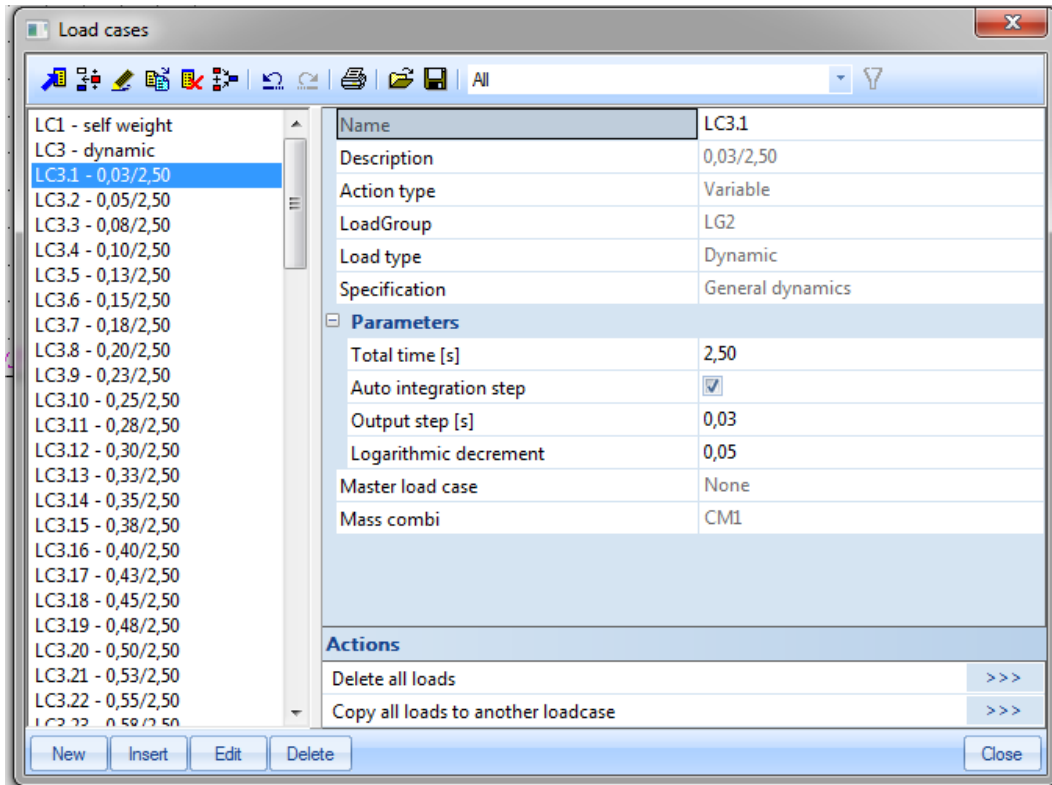 Load cases
All
LC1 - self weight
LC3 - dynamic
LC3.1 - 0,03/2,50
LC3.2 - 0,05/2,50
LC3.3 - 0,08/2,50
LC3.4 - 0,10/2,50
LC3.5 - 0,13/2,50
LC3.6 - 0,15/2,50
LC3.7 - 0,18/2,50
LC3.8 - 0,20/2,50
LC3.9 - 0,23/2,50
LC3.10 - 0,25/2,50
LC3.11 - 0,28/2,50
LC3.12 - 0,30/2,50
LC3.13 - 0,33/2,50
LC3.14 - 0,35/2,50
LC3.15 - 0,38/2,50
LC3.16 - 0,40/2,50
LC3.17 - 0,43/2,50
LC3.18 - 0,45/2,50
LC3.19 - 0,48/2,50
LC3.20 - 0,50/2,50
LC3.21 - 0,53/2,50
LC3.22 - 0,55/2,50
LC3.23 - 0,58/2,50
Name LC3.1
Description 0,03/2,50
Action type Variable
LoadGroup LG2
Load type Dynamic
Specification General dynamics
Parameters
Total time [s] 2,50
Auto integration step
Output step [s] 0,03
Logarithmic decrement 0,05
Master load case None
Mass combi CM1
Actions
Delete all loads >>>
Copy all loads to another loadcase >>>
New Insert Edit Delete Close